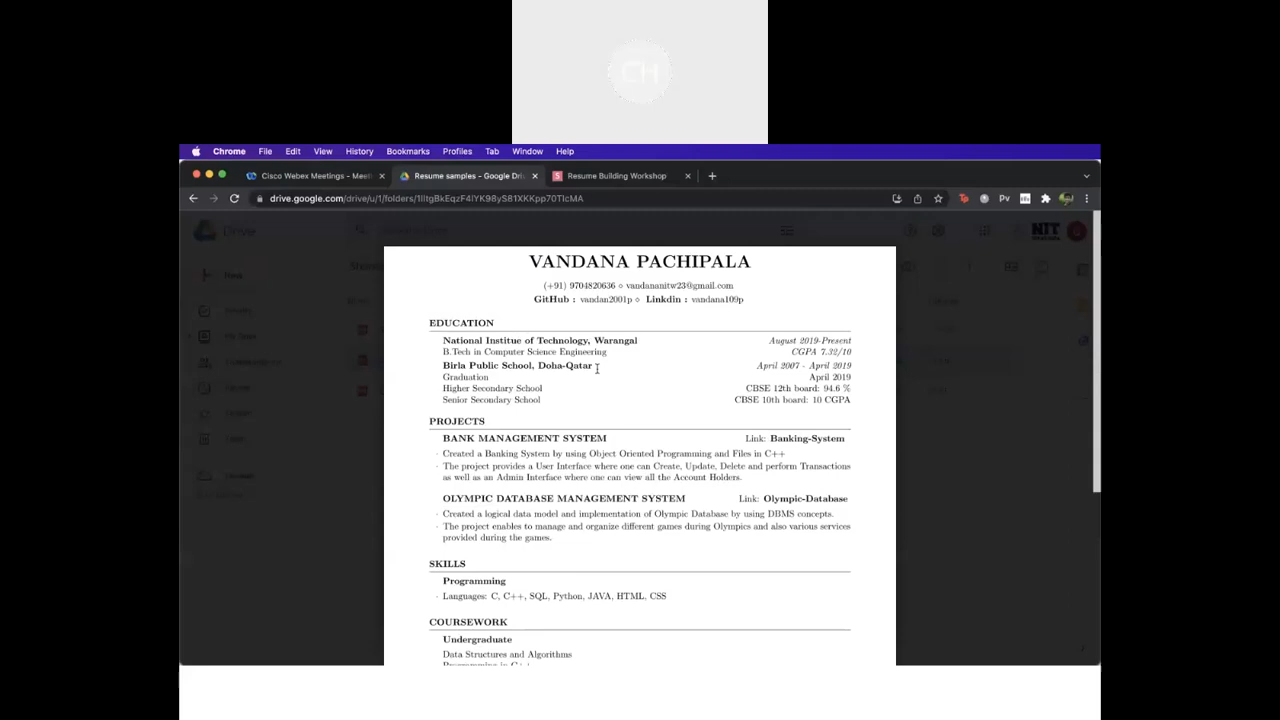 CH
Chrome File Edit View History Bookmarks Profiles Tab Window Help
Cisco Webex Meetings - Meet Resume samples - Google Dri Resume Building Workshop
VANDANA PACHIPALA
(+91) 9704820636 ⋄ vandananitw23@gmail.com
GitHub : vandan2001p ⋄ Linkdin : vandana109p
EDUCATION
National Institue of Technology, Warangal August 2019-Present
B.Tech in Computer Science Engineering CGPA 7.32/10
Birla Public School, Doha-Qatar April 2007 - April 2019
Graduation April 2019
Higher Secondary School CBSE 12th board: 94.6 %
Senior Secondary School CBSE 10th board: 10 CGPA
PROJECTS
BANK MANAGEMENT SYSTEM Link: Banking-System
· Created a Banking System by using Object Oriented Programming and Files in C++
· The project provides a User Interface where one can Create, Update, Delete and perform Transactions
as well as an Admin Interface where one can view all the Account Holders.
OLYMPIC DATABASE MANAGEMENT SYSTEM Link: Olympic-Database
· Created a logical data model and implementation of Olympic Database by using DBMS concepts.
· The project enables to manage and organize different games during Olympics and also various services
provided during the games.
SKILLS
Programming
· Languages: C, C++, SQL, Python, JAVA, HTML, CSS
COURSEWORK
Undergraduate
Data Structures and Algorithms
Programming in C++